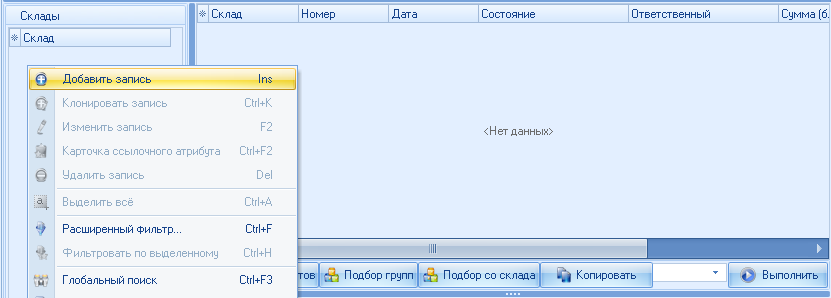 Склады
Склад Номер Дата Состояние Ответственный Сумма (б.
Склад
Добавить запись Ins
Клонировать запись Ctrl+K
Изменить запись F2
Карточка ссылочного атрибута Ctrl+F2
Удалить запись Del
Выделить всё Ctrl+A
Расширенный фильтр... Ctrl+F
Фильтровать по выделенному Ctrl+H
Глобальный поиск Ctrl+F3
<Нет данных>
тов Подбор групп Подбор со склада Копировать Выполнить